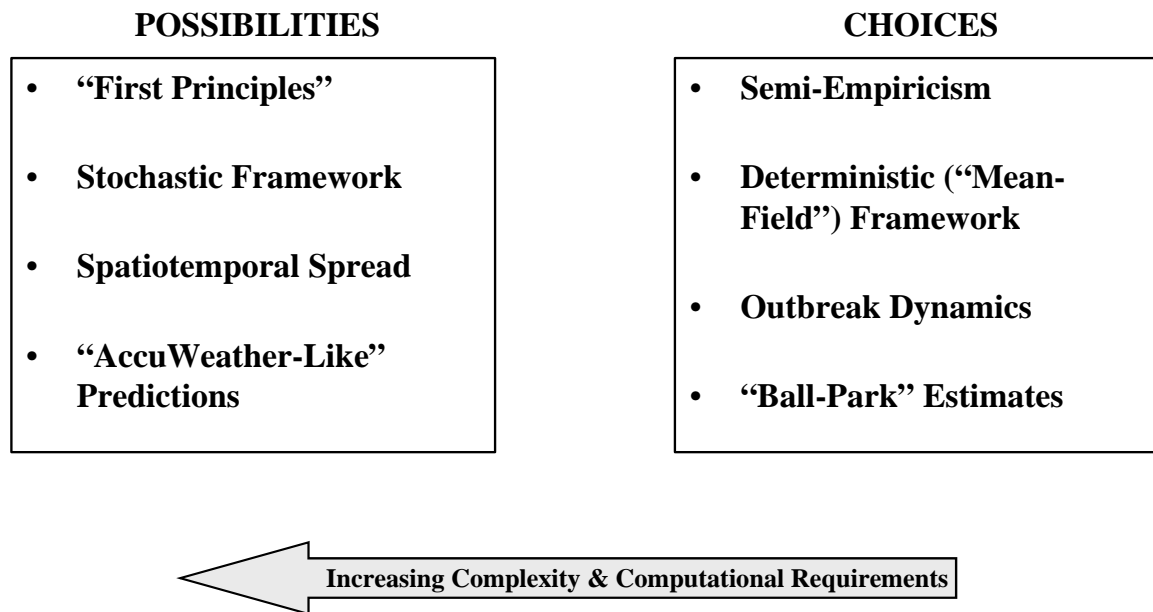 POSSIBILITIES
• “First Principles”
• Stochastic Framework
• Spatiotemporal Spread
• “AccuWeather-Like”
Predictions
CHOICES
• Semi-Empiricism
• Deterministic (“Mean-
Field”) Framework
• Outbreak Dynamics
• “Ball-Park” Estimates
Increasing Complexity & Computational Requirements